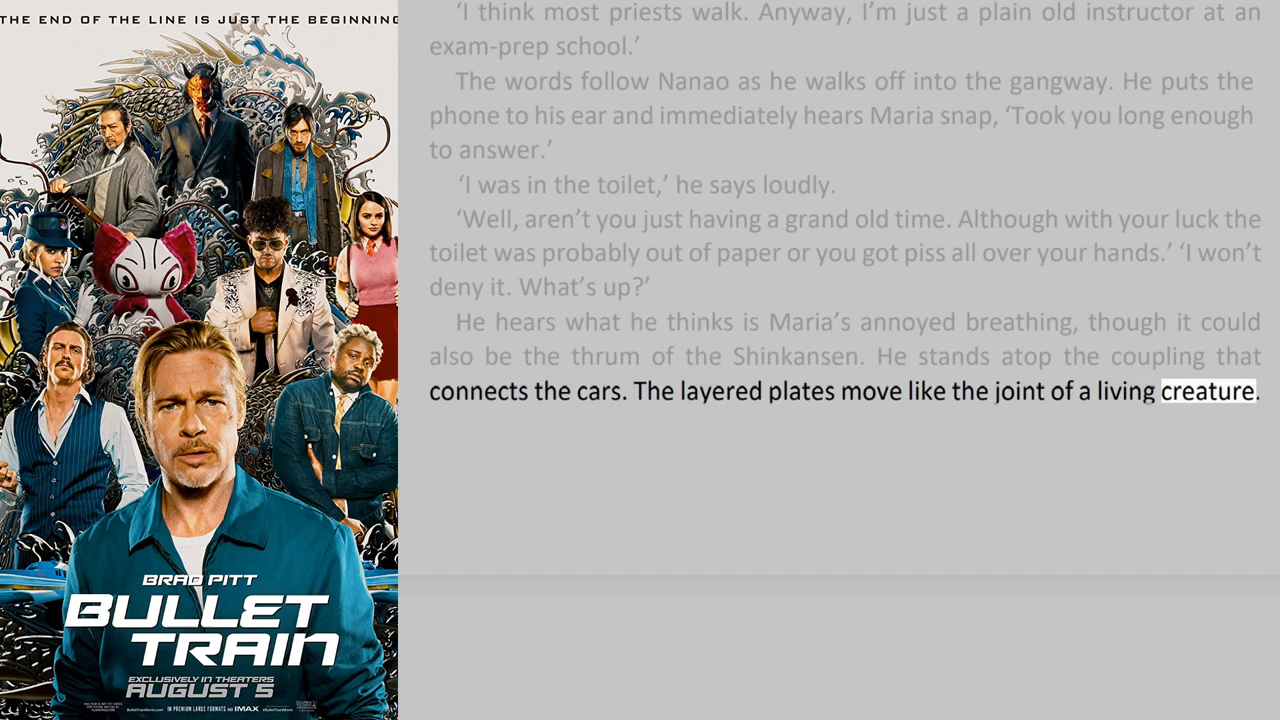 THE END OF THE LINE IS JUST THE BEGINNING
BRAD PITT
BULLET
TRAIN
EXCLUSIVELY IN THEATERS
AUGUST 5
BulletTrainMovie.com
IN PREMIUM LARGE FORMATS AND IMAX
#BulletTrainMovie
‘I think most priests walk. Anyway, I’m just a plain old instructor at an
exam-prep school.’
The words follow Nanao as he walks off into the gangway. He puts the
phone to his ear and immediately hears Maria snap, ‘Took you long enough
to answer.’
‘I was in the toilet,’ he says loudly.
‘Well, aren’t you just having a grand old time. Although with your luck the
toilet was probably out of paper or you got piss all over your hands.’ ‘I won’t
deny it. What’s up?’
He hears what he thinks is Maria’s annoyed breathing, though it could
also be the thrum of the Shinkansen. He stands atop the coupling that
connects the cars. The layered plates move like the joint of a living creature.